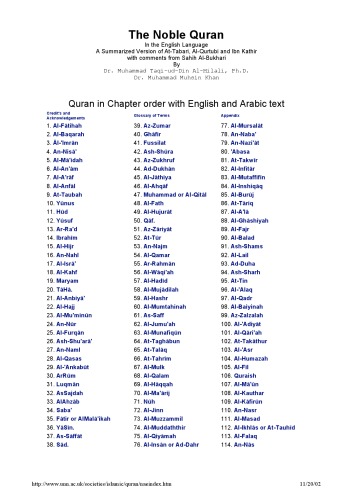 The Noble Quran
In the English Language
A Summarized Version of At-Tabari, Al-Qurtubi and Ibn Kathir
with comments from Sahih Al-Bukhari
By
Dr. Muhammad Taqi-ud-Din Al-Hilali, Ph.D.
Dr. Muhammad Muhsin Khan
Quran in Chapter order with English and Arabic text
Credit's and
Acknowledgements
1. Al-Fâtihah
2. Al-Baqarah
3. Âl-'Imrân
4. An-Nisâ'
5. Al-Mâ'idah
6. Al-An'âm
7. Al-A'râf
8. Al-Anfâl
9. At-Taubah
10. Yûnus
11. Hûd
12. Yûsuf
13. Ar-Ra'd
14. Ibrahîm
15. Al-Hijr
16. An-Nahl
17. Al-Isrâ'
18. Al-Kahf
19. Maryam
20. TâHâ.
21. Al-Anbiyâ'
22. Al-Hajj
23. Al-Mu'minûn
24. An-Nûr
25. Al-Furqân
26. Ash-Shu'arâ'
27. An-Naml
28. Al-Qasas
29. Al-'Ankabût
30. ArRûm
31. Luqmân
32. AsSajdah
33. AlAhzâb
34. Saba'
35. Fâtir or AlMalâ'ikah
36. YâSîn.
37. As-Sâffât
38. Sâd.
Glossary of Terms
39. Az-Zumar
40. Ghâfir
41. Fussilat
42. Ash-Shûra
43. Az-Zukhruf
44. Ad-Dukhân
45. Al-Jâthiya
46. Al-Ahqâf
47. Muhammad or Al-Qitâl
48. Al-Fath
49. Al-Hujurât
50. Qâf.
51. Az-Zâriyât
52. At-Tûr
53. An-Najm
54. Al-Qamar
55. Ar-Rahmân
56. Al-Wâqi'ah
57. Al-Hadîd
58. Al-Mujâdilah
59. Al-Hashr
60. Al-Mumtahinah
61. As-Saff
62. Al-Jumu'ah
63. Al-Munafiqûn
64. At-Taghâbun
65. At-Talâq
66. At-Tahrîm
67. Al-Mulk
68. Al-Qalam
69. Al-Hâqqah
70. Al-Ma'ârij
71. Nûh
72. Al-Jinn
73. Al-Muzzammil
74. Al-Muddaththir
75. Al-Qiyâmah
76. Al-Insân or Ad-Dahr
Appendix
77. Al-Mursalât
78. An-Naba'
79. An-Nazi'ât
80. 'Abasa
81. At-Takwîr
82. Al-Infitâr
83. Al-Mutaffifîn
84. Al-Inshiqâq
85. Al-Burûj
86. At-Târiq
87. Al-A'lâ
88. Al-Ghâshiyah
89. Al-Fajr
90. Al-Balad
91. Ash-Shams
92. Al-Lail
93. Ad-Duha
94. Ash-Sharh
95. At-Tîn
96. Al-'Alaq
97. Al-Qadr
98. Al-Baiyinah
99. Az-Zalzalah
100. Al-'Adiyât
101. Al-Qâri'ah
102. At-Takâthur
103. Al-'Asr
104. Al-Humazah
105. Al-Fîl
106. Quraish
107. Al-Mâ'ûn
108. Al-Kauthar
109. Al-Kâfirûn
110. An-Nasr
111. Al-Masad
112. Al-Ikhlâs or At-Tauhid
113. Al-Falaq
114. An-Nâs
11/20/02